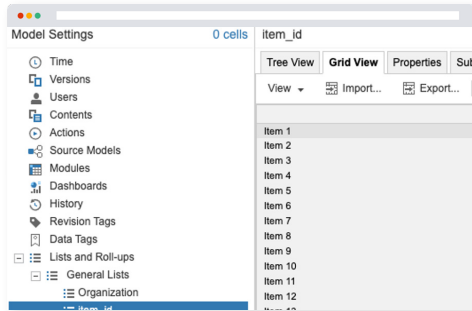 Model Settings 0 cells
Time
Versions
Users
Contents
Actions
Source Models
Modules
Dashboards
History
Revision Tags
Data Tags
Lists and Roll-ups
General Lists
Organization
item_id
item_id
Tree View Grid View Properties Sub
View Import... Export...
Item 1
Item 2
Item 3
Item 4
Item 5
Item 6
Item 7
Item 8
Item 9
Item 10
Item 11
Item 12
Item 13